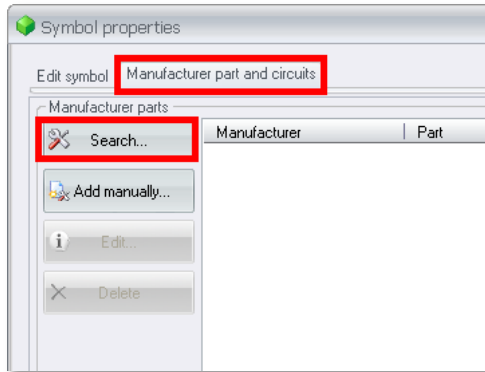 Symbol properties
Edit symbol Manufacturer part and circuits
Manufacturer parts
Search... Manufacturer Part
Add manually...
Edit...
Delete